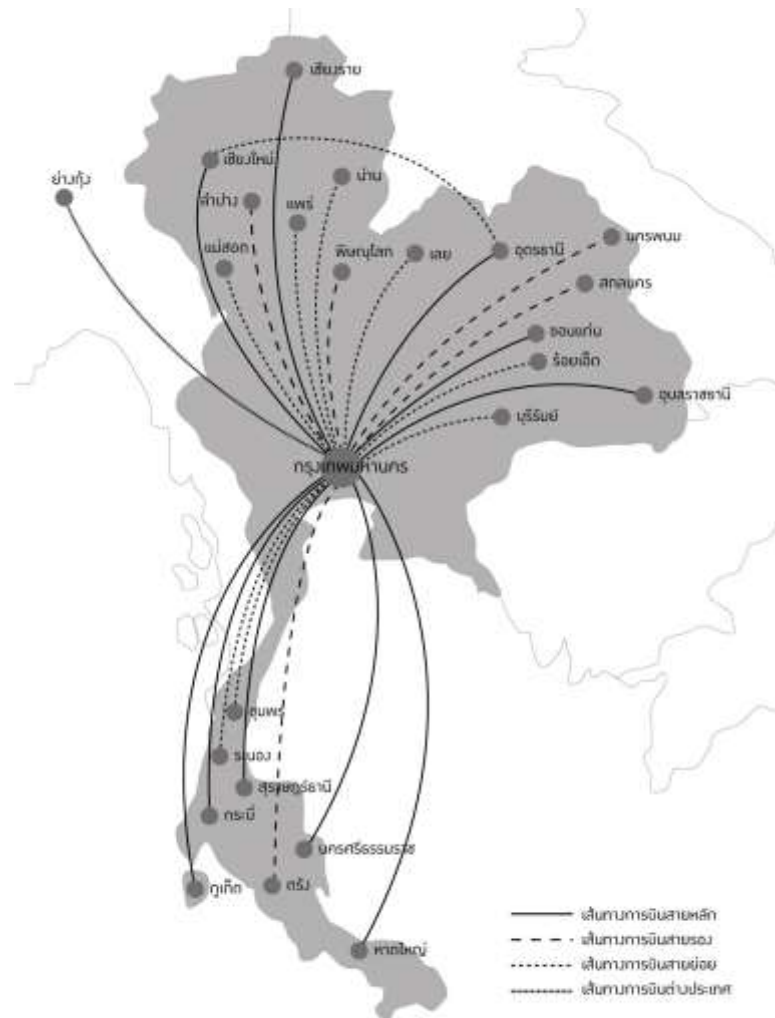 เชียงราย
เชียงใหม่
น่าน
ย่างกุ้ง
ลำปาง
แพร่
นครพนม
แม่สอด
พิษณุโลก
เลย
อุดรธานี
สกลนคร
ขอนแก่น
ร้อยเอ็ด
อุบลราชธานี
บุรีรัมย์
กรุงเทพมหานคร
ชุมพร
ระนอง
สุราษฎร์ธานี
กระบี่
นครศรีธรรมราช
ภูเก็ต
ตรัง
หาดใหญ่
เส้นทางการบินสายหลัก
เส้นทางการบินสายรอง
เส้นทางการบินสายย่อย
เส้นทางการบินต่างประเทศ